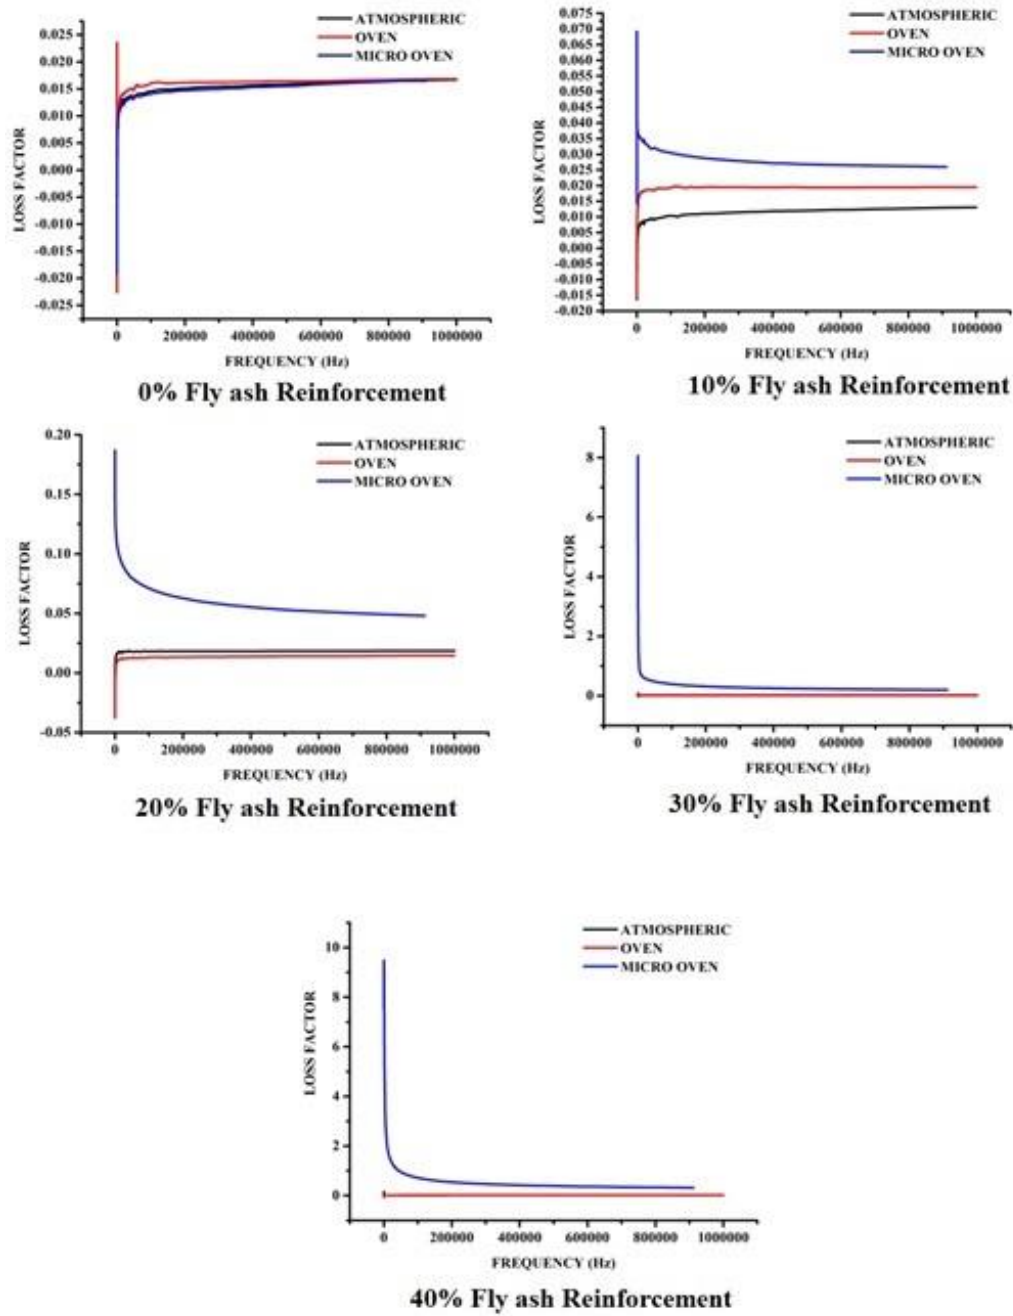 ATMOSPHERIC
OVEN
MICRO OVEN
0.025
0.020
0.015
0.010
0.005
0.000
-0.005
-0.010
-0.015
-0.020
-0.025
LOSS FACTOR
0 200000 400000 600000 800000 1000000
FREQUENCY (Hz)
0% Fly ash Reinforcement
ATMOSPHERIC
OVEN
MICRO OVEN
0.075
0.070
0.065
0.060
0.055
0.050
0.045
0.040
0.035
0.030
0.025
0.020
0.015
0.010
0.005
0.000
-0.005
-0.010
-0.015
-0.020
LOSS FACTOR
0 200000 400000 600000 800000 1000000
FREQUENCY (Hz)
10% Fly ash Reinforcement
ATMOSPHERIC
OVEN
MICRO OVEN
0.20
0.15
0.10
0.05
0.00
-0.05
LOSS FACTOR
0 200000 400000 600000 800000 1000000
FREQUENCY (Hz)
20% Fly ash Reinforcement
ATMOSPHERIC
OVEN
MICRO OVEN
8
6
4
2
0
LOSS FACTOR
0 200000 400000 600000 800000 1000000
FREQUENCY (Hz)
30% Fly ash Reinforcement
ATMOSPHERIC
OVEN
MICRO OVEN
10
8
6
4
2
0
LOSS FACTOR
0 200000 400000 600000 800000 1000000
FREQUENCY (Hz)
40% Fly ash Reinforcement